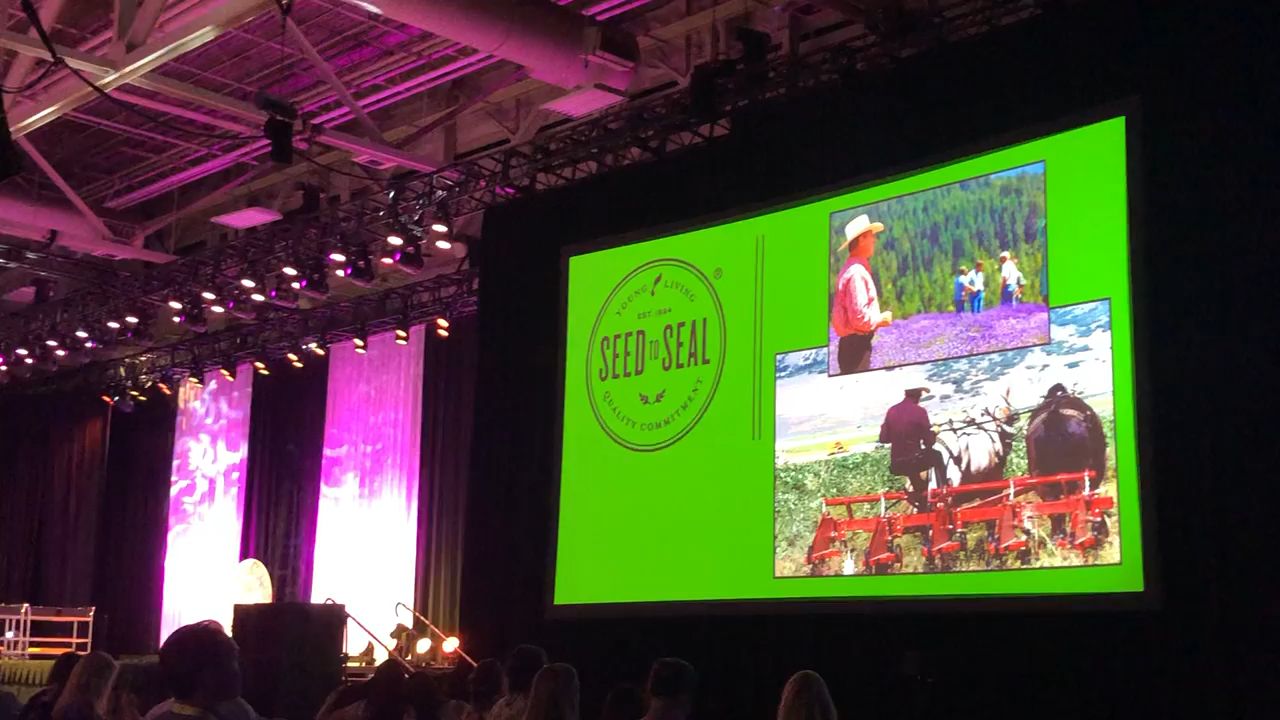 YOUNG LIVING
EST. 1994
SEED TO SEAL
QUALITY COMMITMENT
®